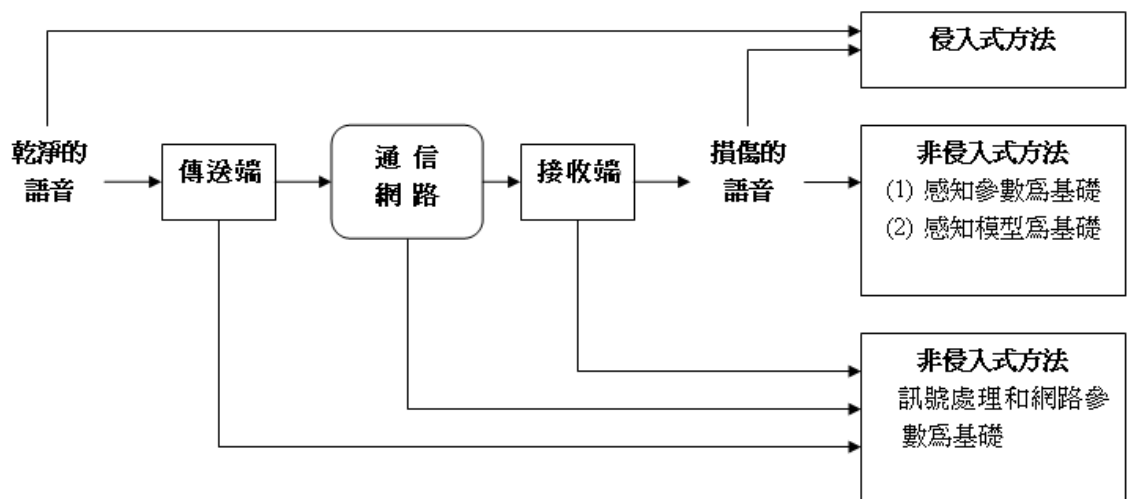 侵入式方法
乾淨的
語音
傳送端
通 信
網 路
接收端
損傷的
語音
非侵入式方法
(1) 感知參數為基礎
(2) 感知模型為基礎
非侵入式方法
訊號處理和網路參
數為基礎